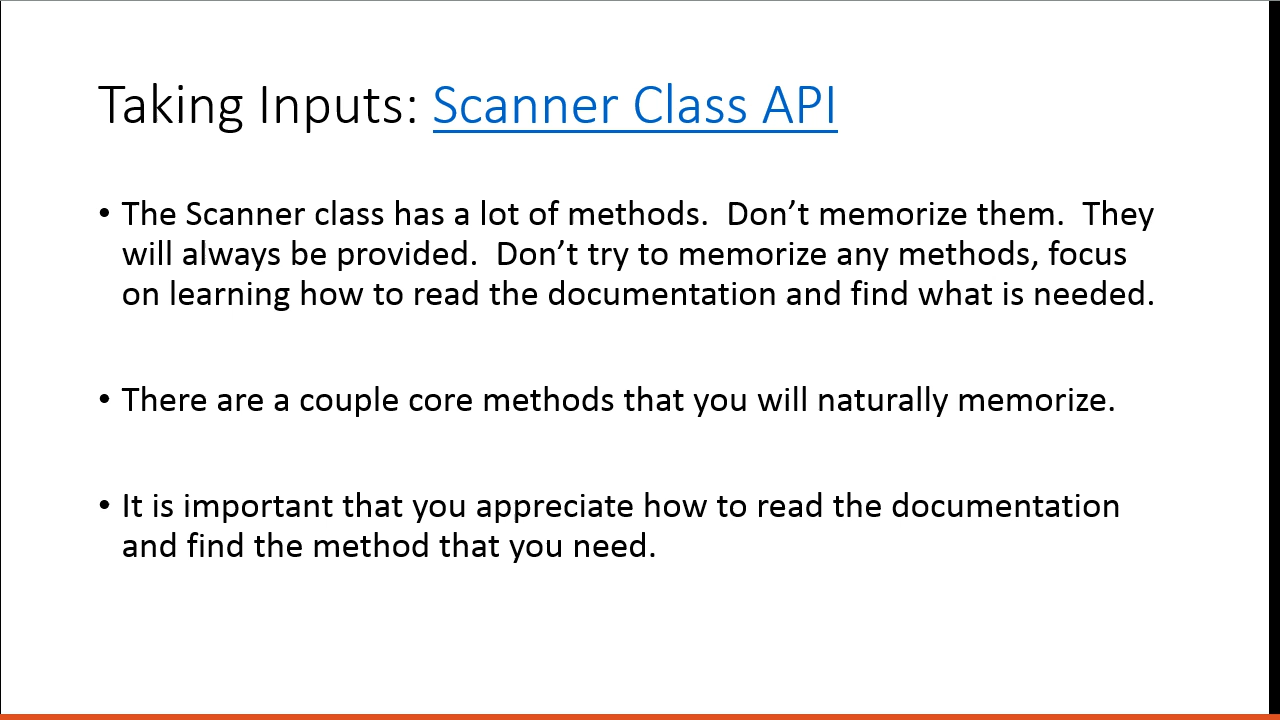 Taking Inputs: Scanner Class API
• The Scanner class has a lot of methods.  Don’t memorize them.  They
will always be provided.  Don’t try to memorize any methods, focus
on learning how to read the documentation and find what is needed.
• There are a couple core methods that you will naturally memorize.
• It is important that you appreciate how to read the documentation
and find the method that you need.